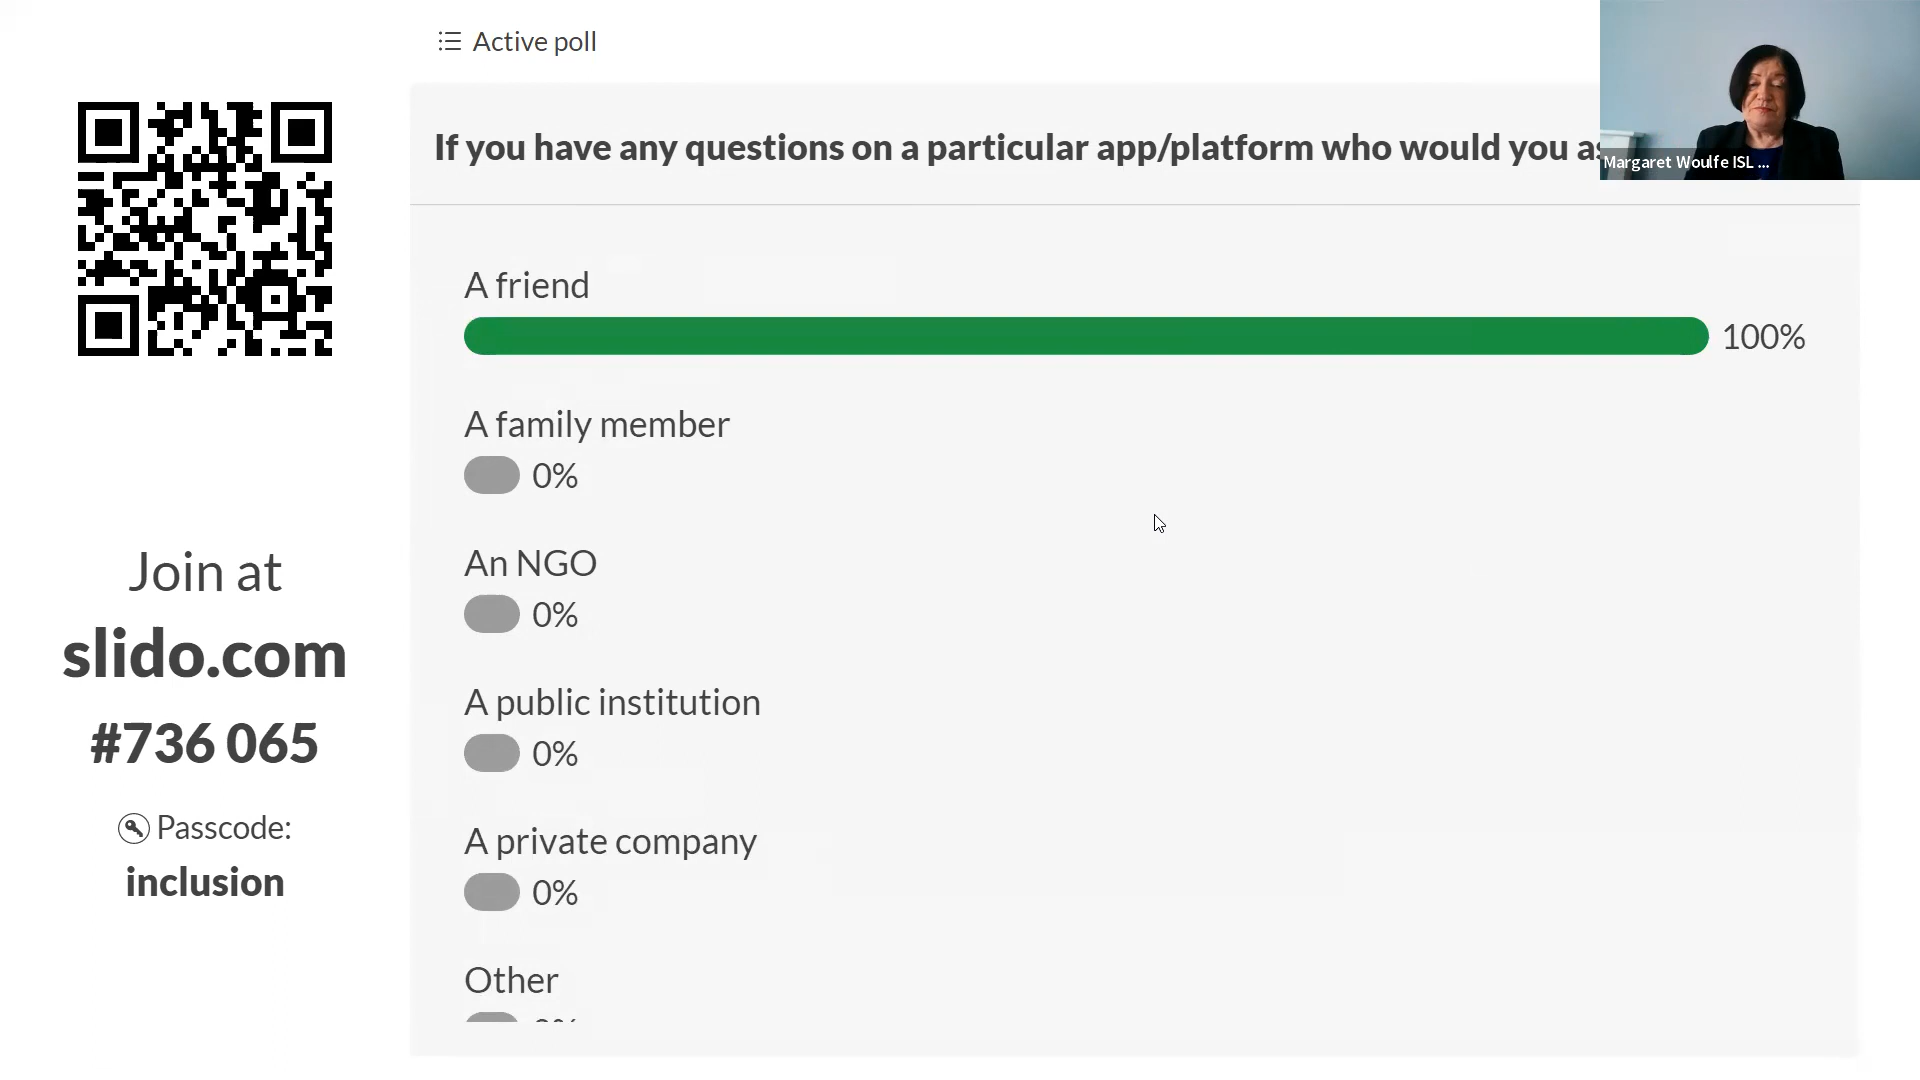 Active poll
If you have any questions on a particular app/platform who would you
Margaret Woulfe ISL ...
A friend
100%
A family member
0%
An NGO
0%
A public institution
0%
A private company
0%
Other
Join at
slido.com
#736 065
Passcode:
inclusion